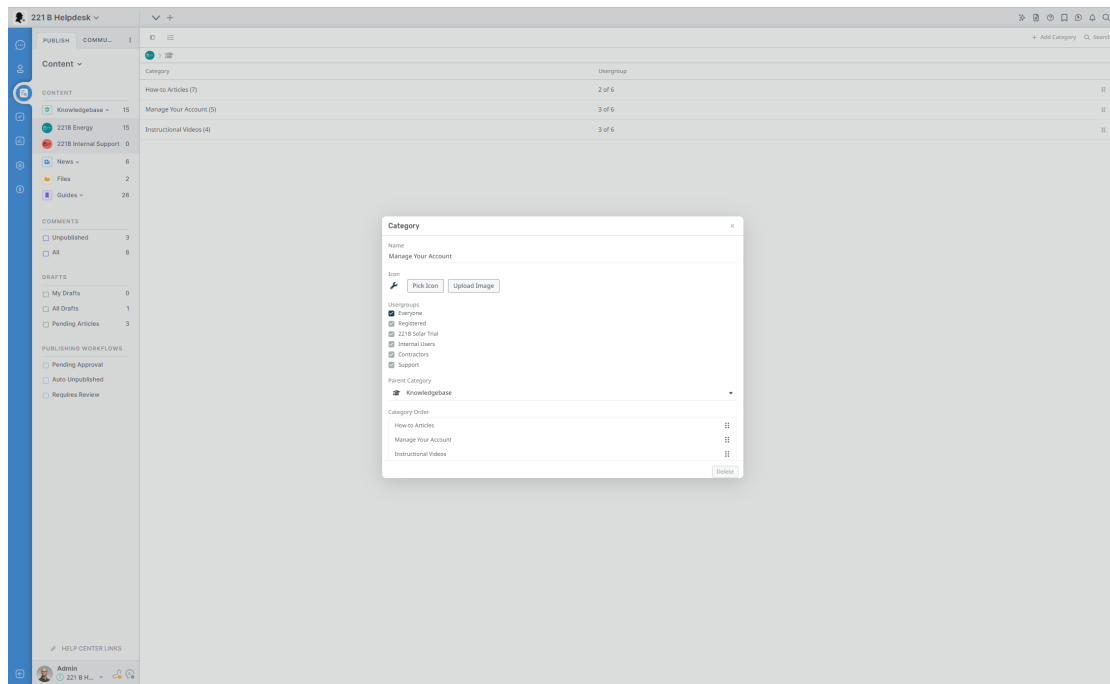 221 B Helpdesk
PUBLISH COMMU...
+ Add Category Search
Content
Category Usergroup
CONTENT
How-to Articles (7) 2 of 6
Knowledgebase 15
Manage Your Account (5) 3 of 6
221B Energy 15
Instructional Videos (4) 3 of 6
221B Internal Support 0
News 6
Files 2
Guides 26
COMMENTS
Unpublished 3
All 6
DRAFTS
My Drafts 0
All Drafts 1
Pending Articles 3
PUBLISHING WORKFLOWS
Pending Approval
Auto-Unpublished
Requires Review
HELP CENTER LINKS
Admin
221 B H...
Category
Name
Manage Your Account
Icon
Pick Icon Upload Image
Usergroups
Everyone
Registered
221B Solar Trial
Internal Users
Contractors
Support
Parent Category
Knowledgebase
Category Order
How-to Articles
Manage Your Account
Instructional Videos
Delete